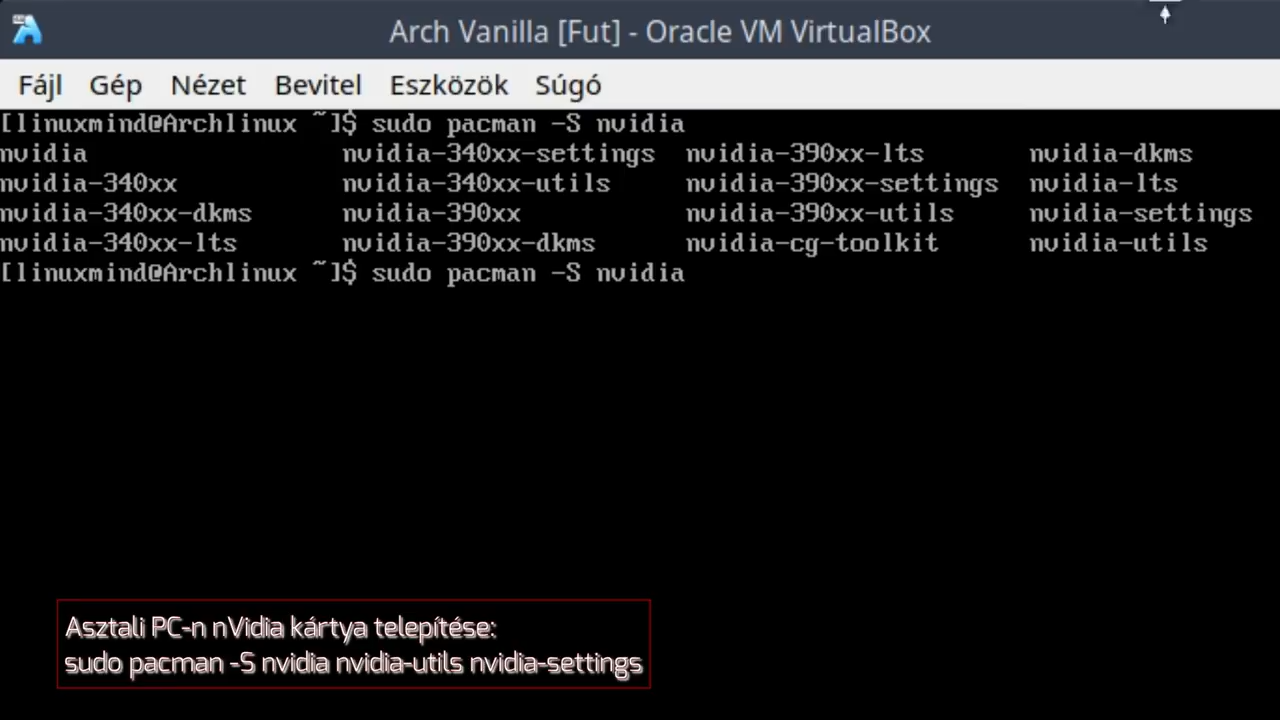 Arch Vanilla [Fut] - Oracle VM VirtualBox
Fájl Gép Nézet Bevitel Eszközök Súgó
[linuxmind@Archlinux ~]$ sudo pacman -S nvidia
nvidia nvidia-340xx-settings nvidia-390xx-lts nvidia-dkms
nvidia-340xx nvidia-340xx-utils nvidia-390xx-settings nvidia-lts
nvidia-340xx-dkms nvidia-390xx nvidia-390xx-utils nvidia-settings
nvidia-340xx-lts nvidia-390xx-dkms nvidia-cg-toolkit nvidia-utils
[linuxmind@Archlinux ~]$ sudo pacman -S nvidia
Asztali PC-n nVidia kártya telepítése:
sudo pacman -S nvidia nvidia-utils nvidia-settings